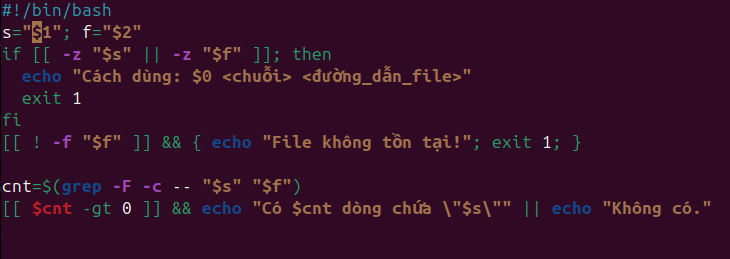 #!/bin/bash
s="$1"; f="$2"
if [[ -z "$s" || -z "$f" ]]; then
  echo "Cách dùng: $0 <chuỗi> <đường_dẫn_file>"
  exit 1
fi
[[ ! -f "$f" ]] && { echo "File không tồn tại!"; exit 1; }

cnt=$(grep -F -c -- "$s" "$f")
[[ $cnt -gt 0 ]] && echo "Có $cnt dòng chứa \"$s\"" || echo "Không có."